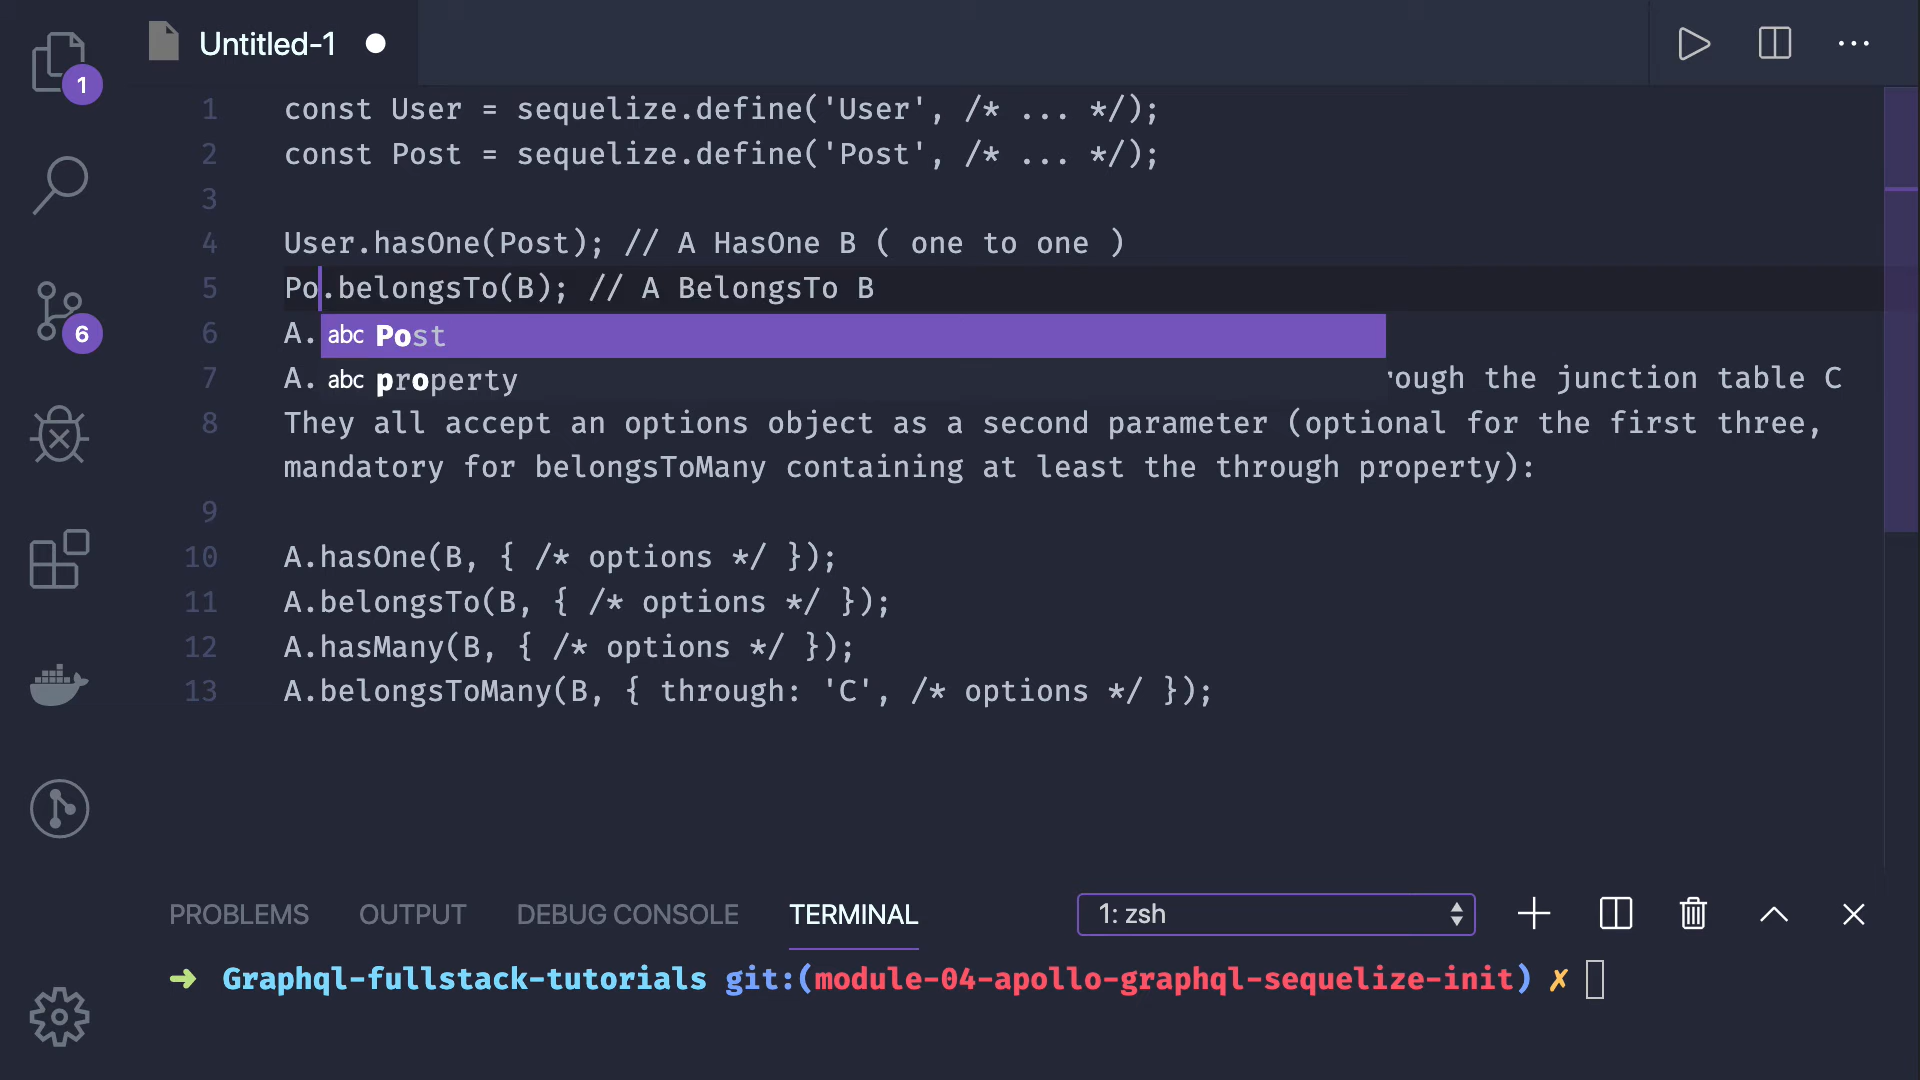 Untitled-1
1
1 const User = sequelize.define('User', /* ... */);
2 const Post = sequelize.define('Post', /* ... */);
3
4 User.hasOne(Post); // A HasOne B ( one to one )
5 Po.belongsTo(B); // A BelongsTo B
6 A.
abc Post
7 A. rough the junction table C
abc property
8 They all accept an options object as a second parameter (optional for the first three,
mandatory for belongsToMany containing at least the through property):
9
10 A.hasOne(B, { /* options */ });
11 A.belongsTo(B, { /* options */ });
12 A.hasMany(B, { /* options */ });
13 A.belongsToMany(B, { through: 'C', /* options */ });
6
PROBLEMS OUTPUT DEBUG CONSOLE TERMINAL 1: zsh
➜ Graphql-fullstack-tutorials git:(module-04-apollo-graphql-sequelize-init) ✗